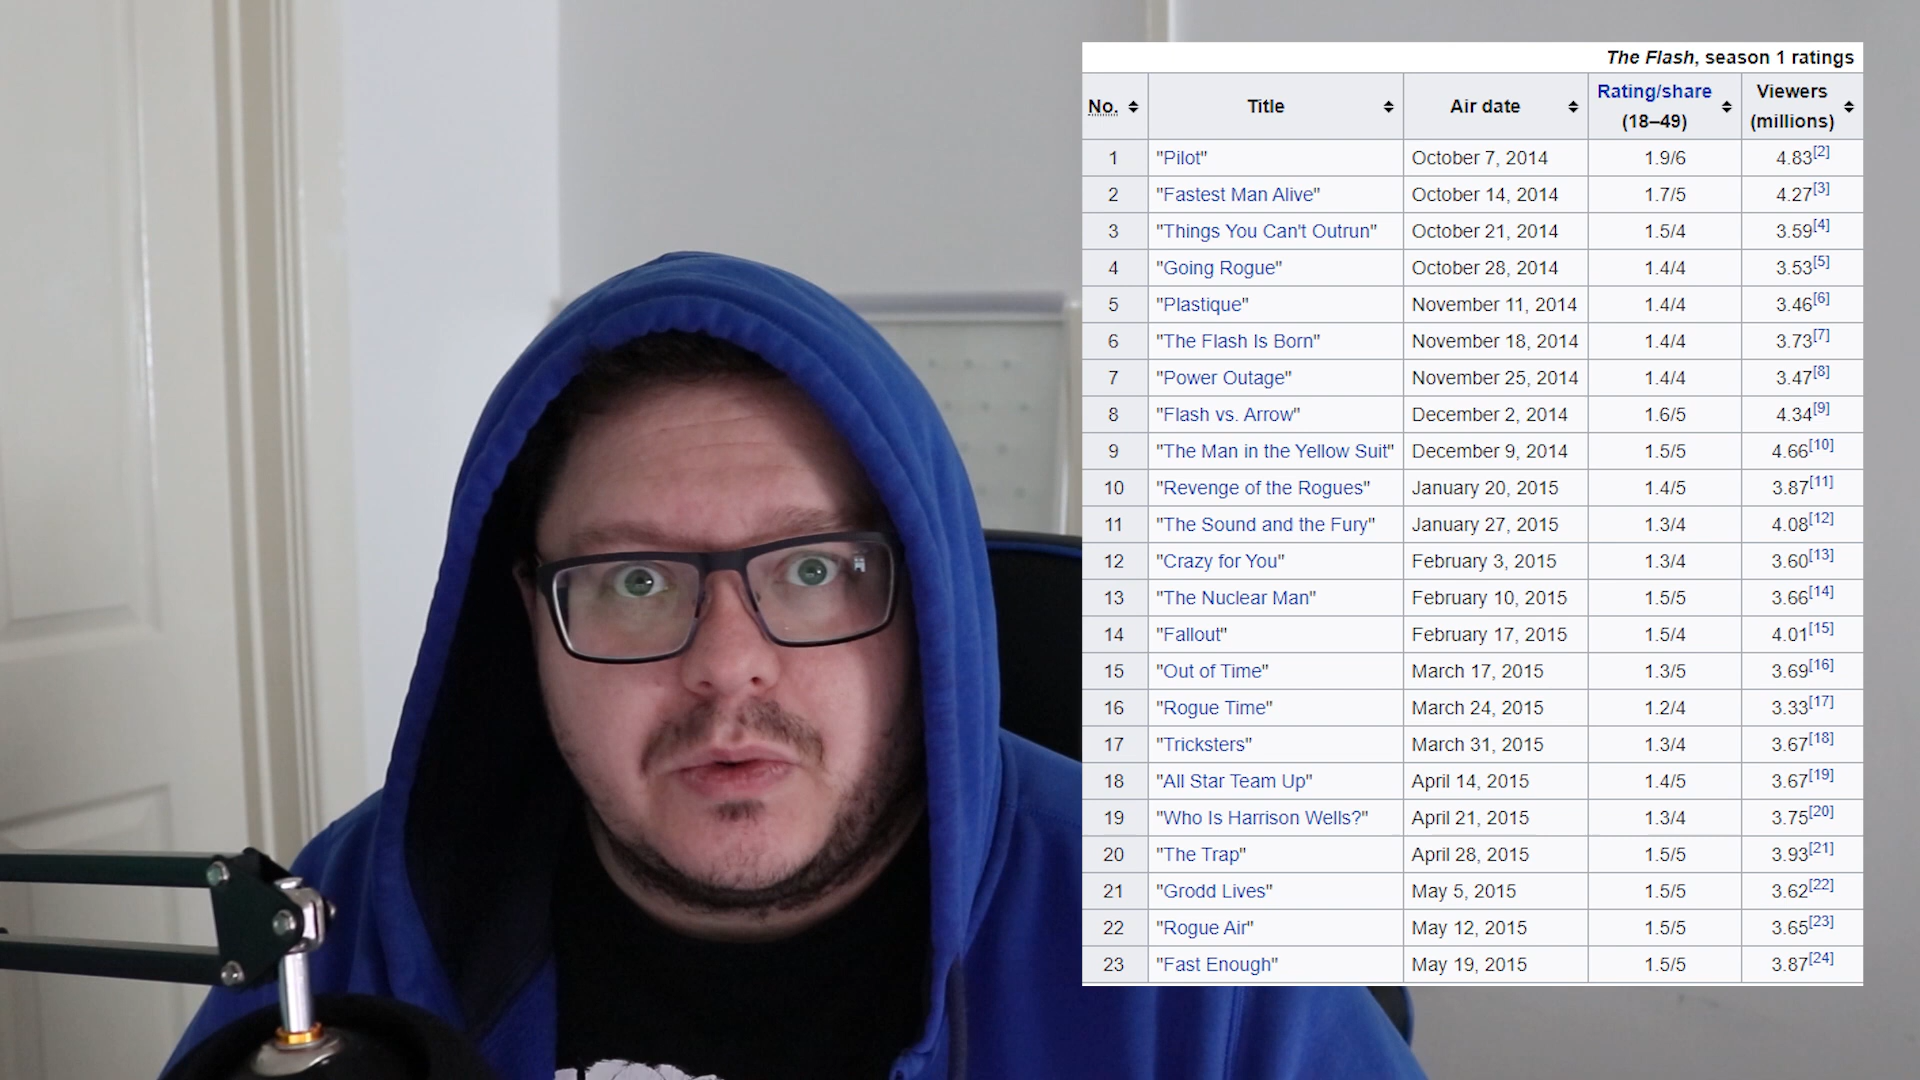 The Flash, season 1 ratings
No. Title Air date Rating/share (18–49) Viewers (millions)
1 "Pilot" October 7, 2014 1.9/6 4.83[2]
2 "Fastest Man Alive" October 14, 2014 1.7/5 4.27[3]
3 "Things You Can't Outrun" October 21, 2014 1.5/4 3.59[4]
4 "Going Rogue" October 28, 2014 1.4/4 3.53[5]
5 "Plastique" November 11, 2014 1.4/4 3.46[6]
6 "The Flash Is Born" November 18, 2014 1.4/4 3.73[7]
7 "Power Outage" November 25, 2014 1.4/4 3.47[8]
8 "Flash vs. Arrow" December 2, 2014 1.6/5 4.34[9]
9 "The Man in the Yellow Suit" December 9, 2014 1.5/5 4.66[10]
10 "Revenge of the Rogues" January 20, 2015 1.4/5 3.87[11]
11 "The Sound and the Fury" January 27, 2015 1.3/4 4.08[12]
12 "Crazy for You" February 3, 2015 1.3/4 3.60[13]
13 "The Nuclear Man" February 10, 2015 1.5/5 3.66[14]
14 "Fallout" February 17, 2015 1.5/4 4.01[15]
15 "Out of Time" March 17, 2015 1.3/5 3.69[16]
16 "Rogue Time" March 24, 2015 1.2/4 3.33[17]
17 "Tricksters" March 31, 2015 1.3/4 3.67[18]
18 "All Star Team Up" April 14, 2015 1.4/5 3.67[19]
19 "Who Is Harrison Wells?" April 21, 2015 1.3/4 3.75[20]
20 "The Trap" April 28, 2015 1.5/5 3.93[21]
21 "Grodd Lives" May 5, 2015 1.5/5 3.62[22]
22 "Rogue Air" May 12, 2015 1.5/5 3.65[23]
23 "Fast Enough" May 19, 2015 1.5/5 3.87[24]